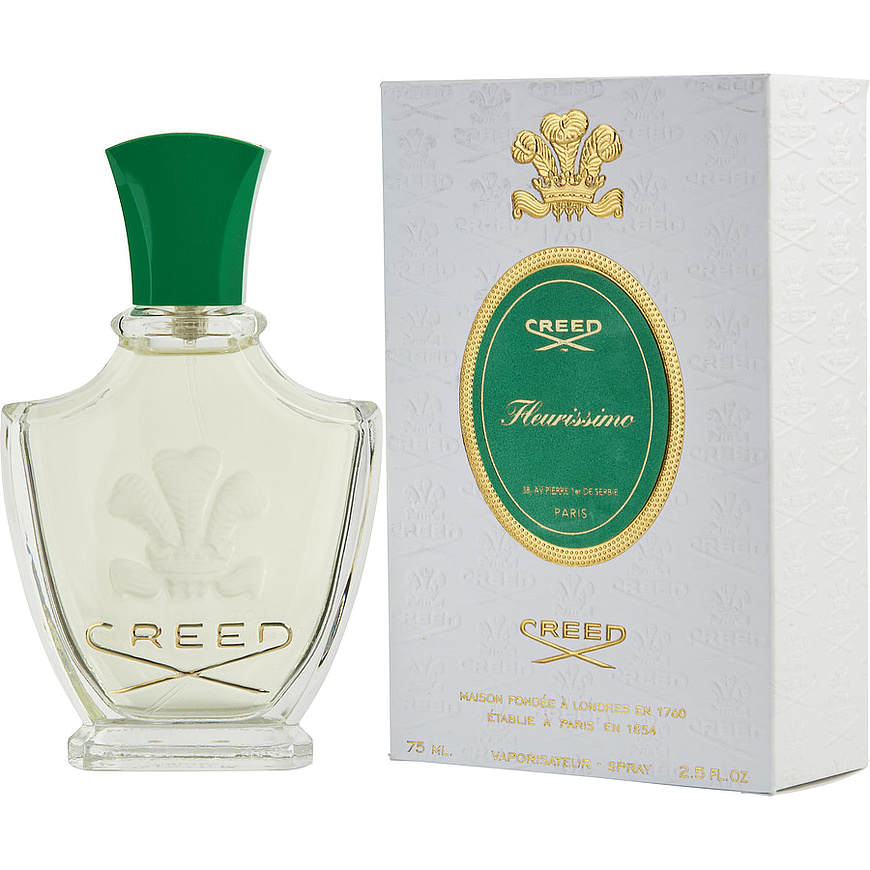 CREED
1760
CREED
Fleurissimo
38, AV PIERRE 1er DE SERBIE
PARIS
CREED
MAISON FONDÉE À LONDRES EN 1760
ÉTABLIE À PARIS EN 1854
75 ML.
VAPORISATEUR - SPRAY
2.5 FL.OZ